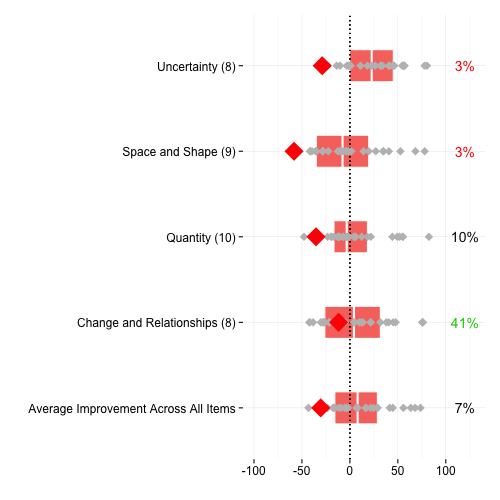 Uncertainty (8) 3%
Space and Shape (9) 3%
Quantity (10) 10%
Change and Relationships (8) 41%
Average Improvement Across All Items 7%
-100 -50 0 50 100